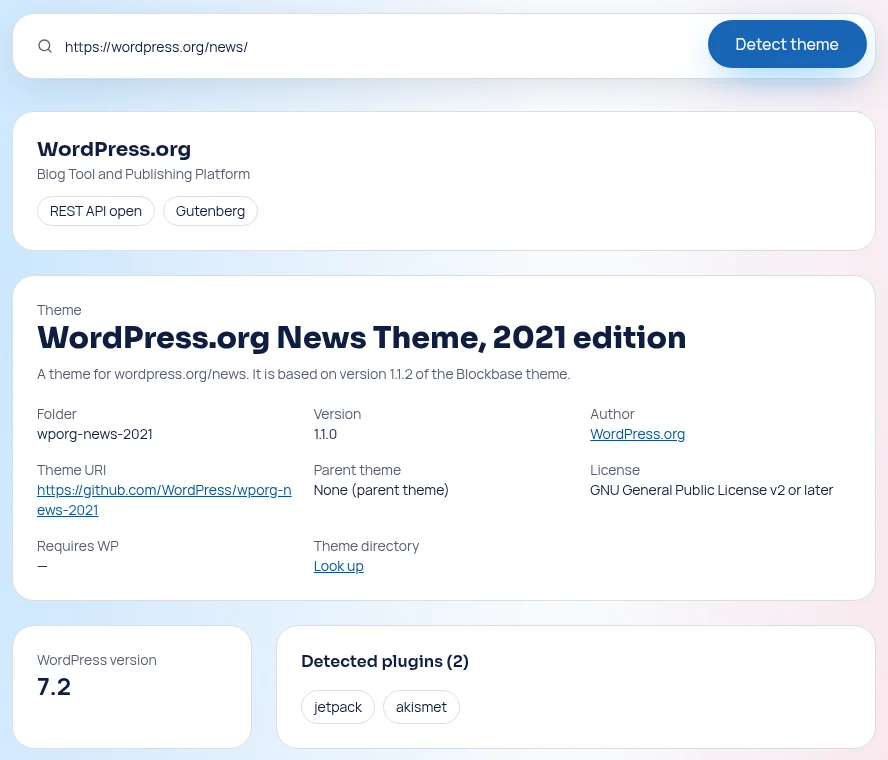 https://wordpress.org/news/
Detect theme
WordPress.org
Blog Tool and Publishing Platform
REST API open
Gutenberg
Theme
WordPress.org News Theme, 2021 edition
A theme for wordpress.org/news. It is based on version 1.1.2 of the Blockbase theme.
Folder
wporg-news-2021
Version
1.1.0
Author
WordPress.org
Theme URI
https://github.com/WordPress/wporg-n
ews-2021
Parent theme
None (parent theme)
License
GNU General Public License v2 or later
Requires WP
—
Theme directory
Look up
WordPress version
7.2
Detected plugins (2)
jetpack
akismet